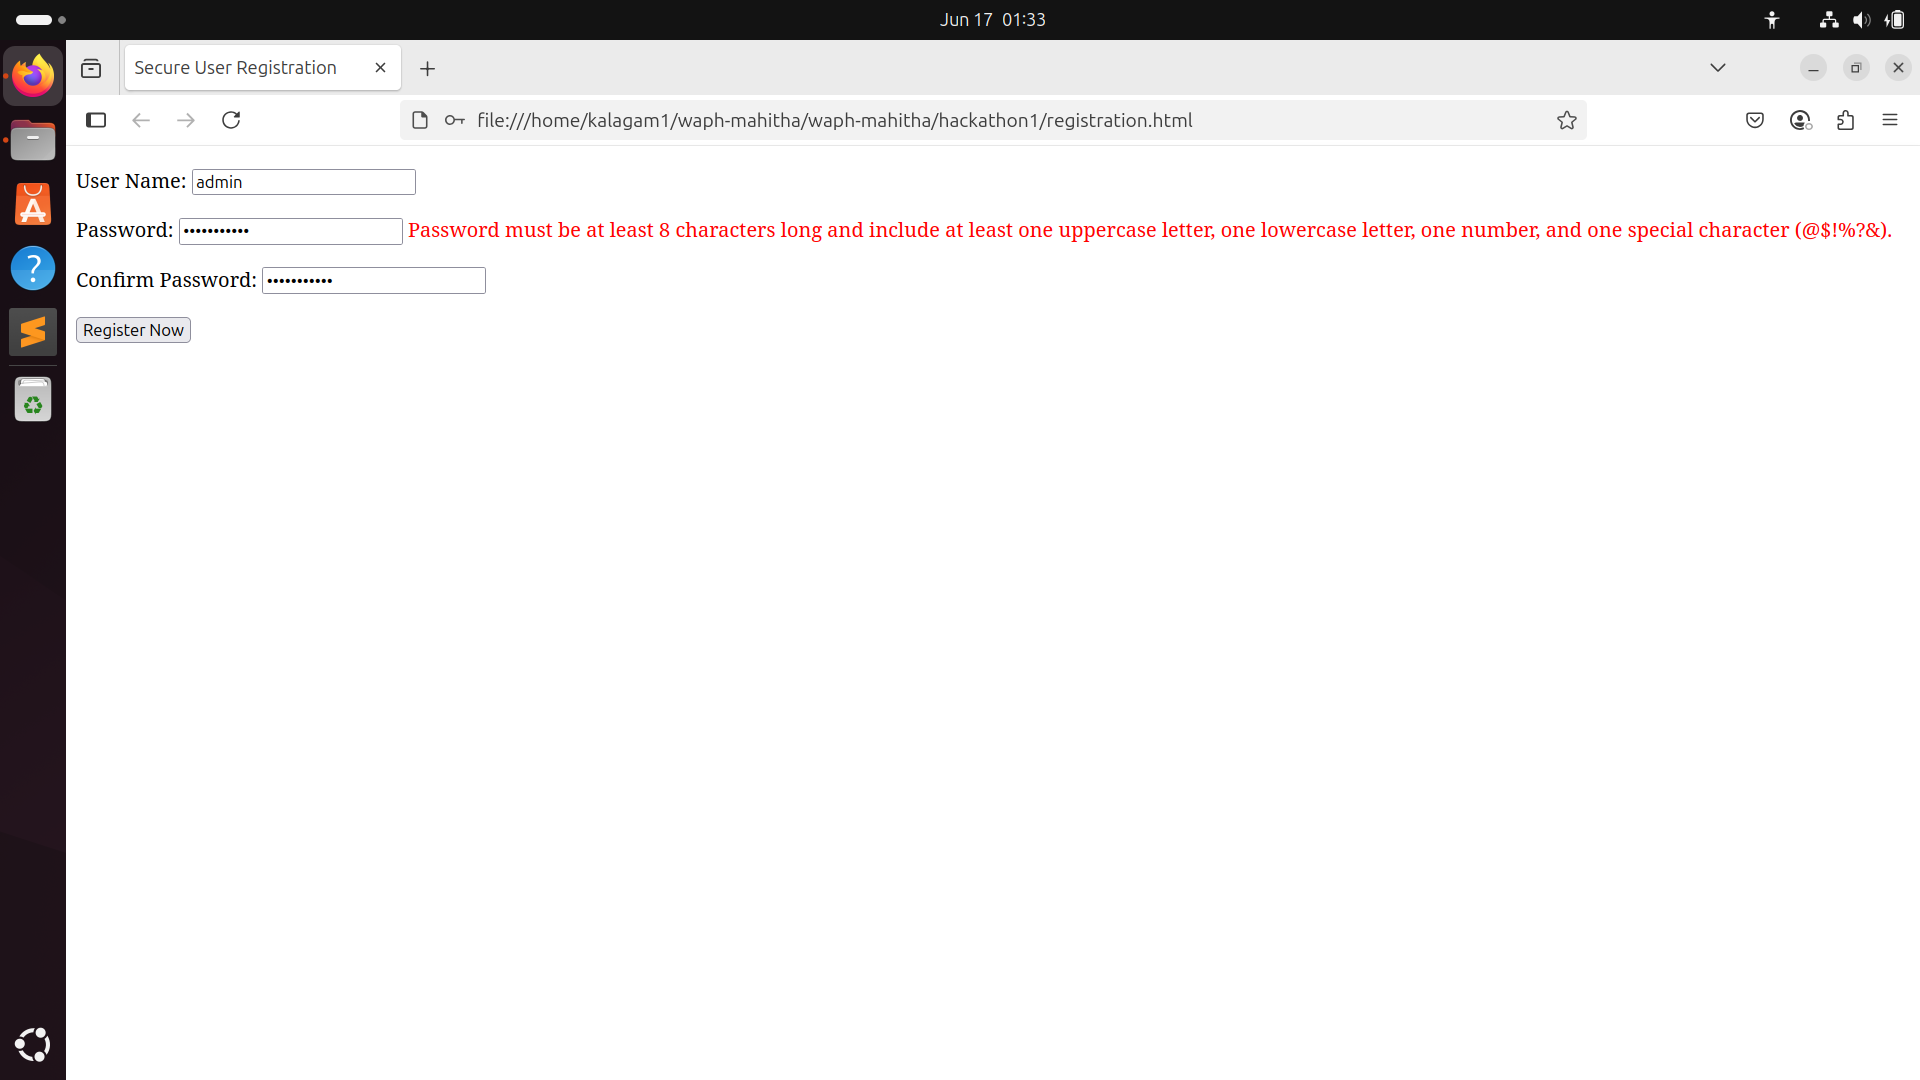 Jun 17 01:33
Secure User Registration
file:///home/kalagam1/waph-mahitha/waph-mahitha/hackathon1/registration.html
User Name: admin
Password: ••••••••••• Password must be at least 8 characters long and include at least one uppercase letter, one lowercase letter, one number, and one special character (@$!%?&).
Confirm Password: •••••••••••
Register Now